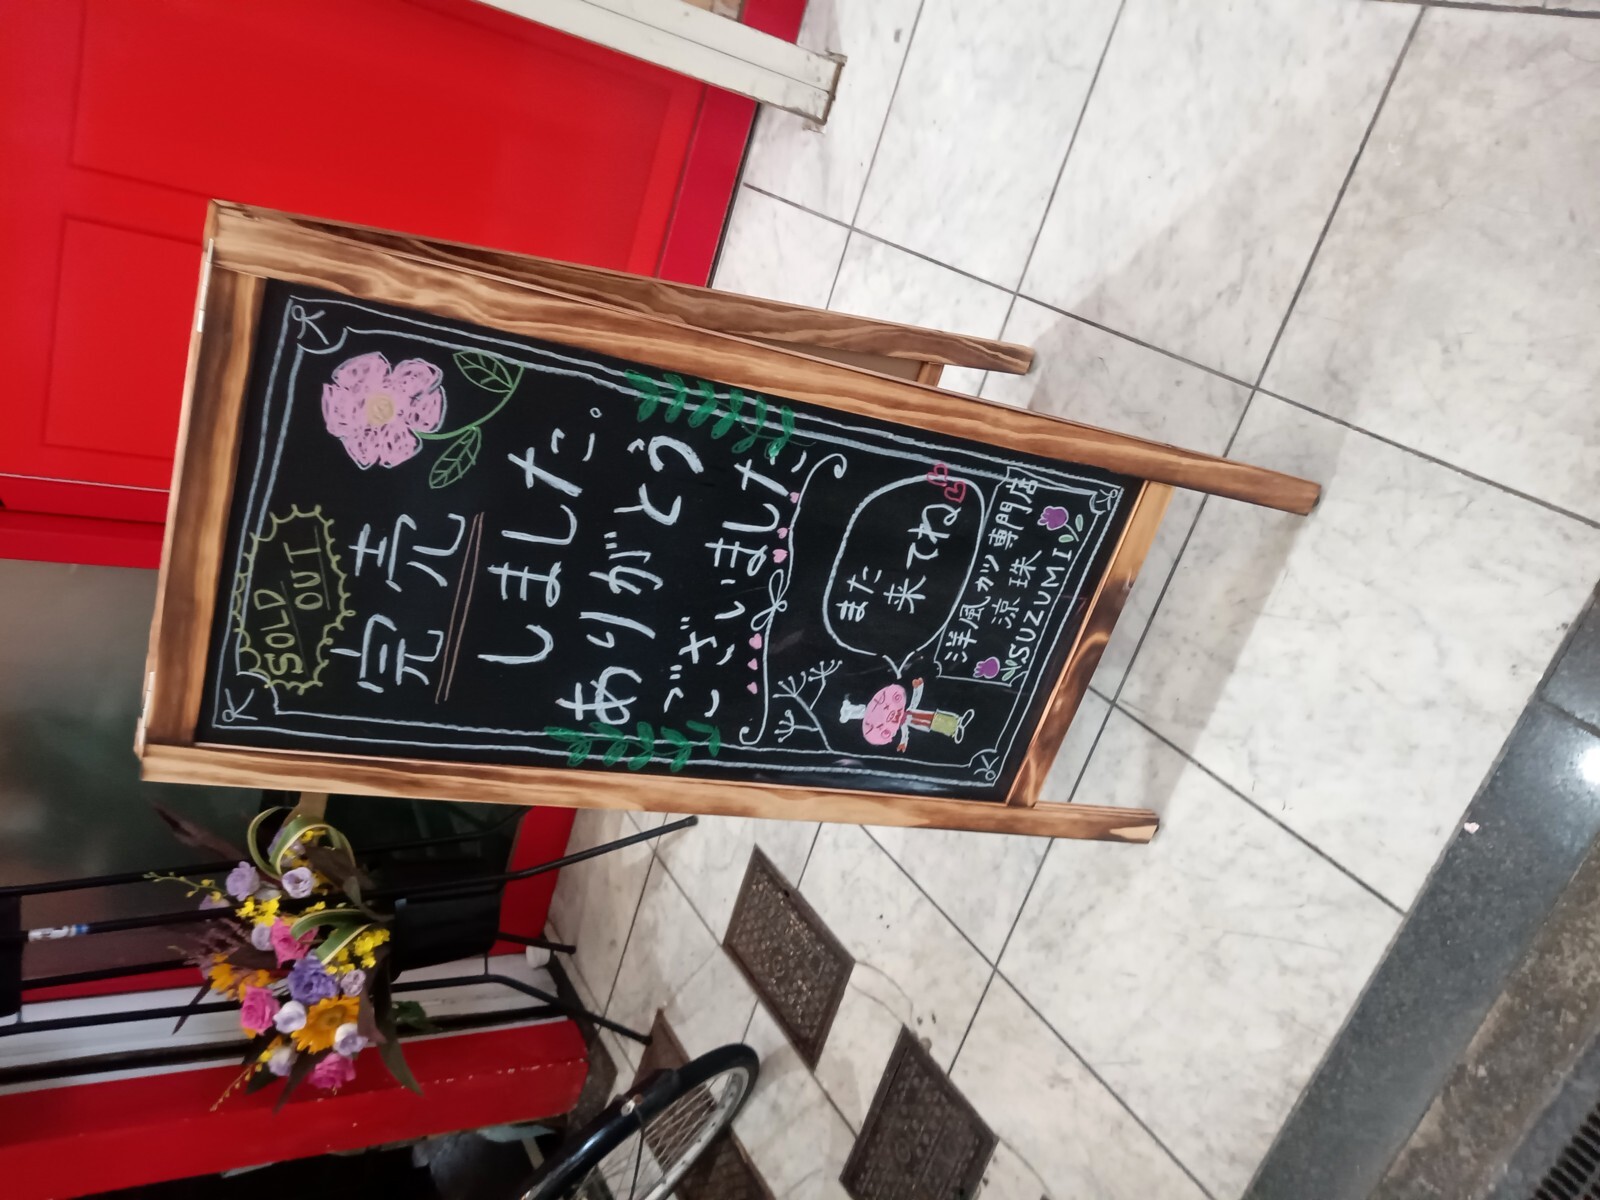 SOLD
OUT
完売
しました。
ありがとう
ございました
また
来てね
洋風カツ専門店
涼珠
SUZUMI